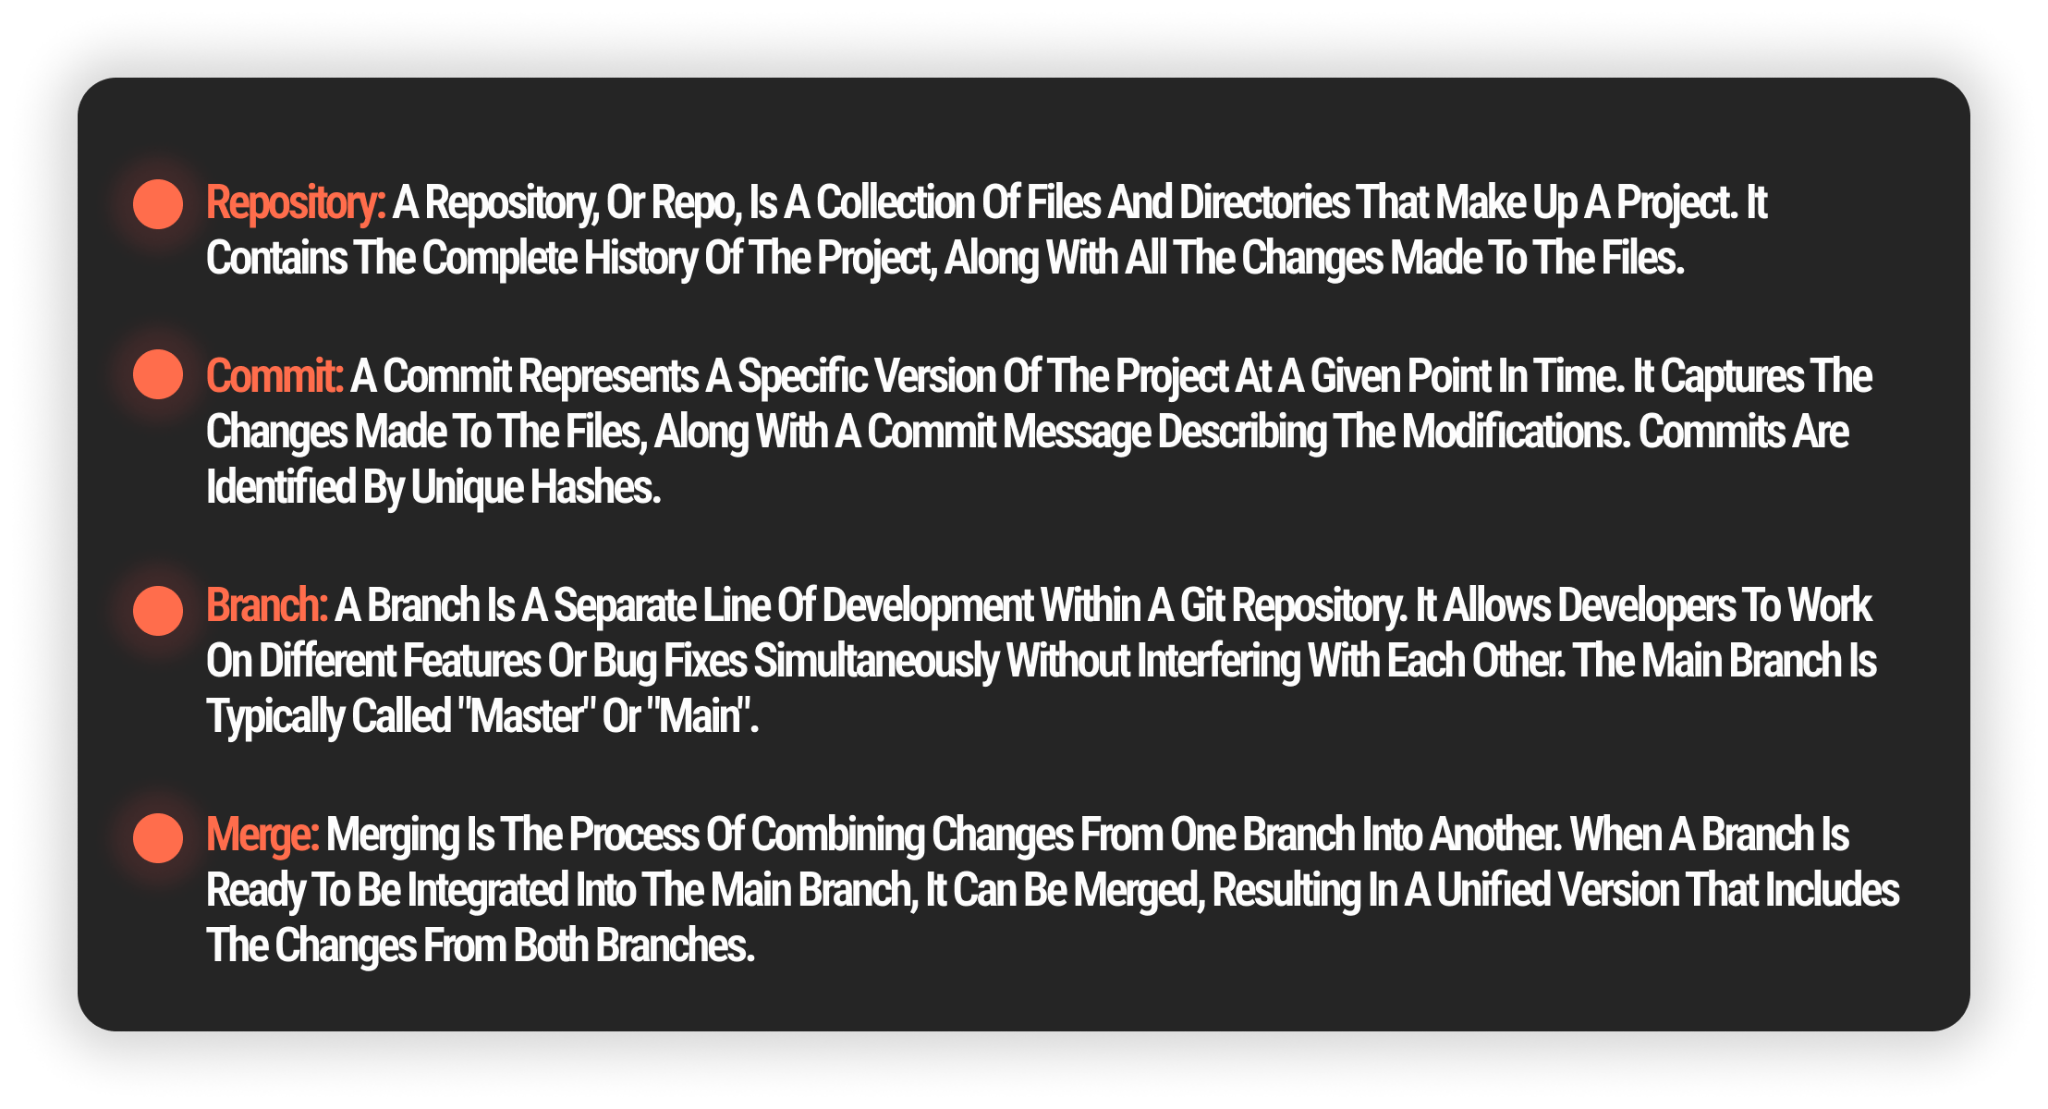 Repository: A Repository, Or Repo, Is A Collection Of Files And Directories That Make Up A Project. It
Contains The Complete History Of The Project, Along With All The Changes Made To The Files.
Commit: A Commit Represents A Specific Version Of The Project At A Given Point In Time. It Captures The
Changes Made To The Files, Along With A Commit Message Describing The Modifications. Commits Are
Identified By Unique Hashes.
Branch: A Branch Is A Separate Line Of Development Within A Git Repository. It Allows Developers To Work
On Different Features Or Bug Fixes Simultaneously Without Interfering With Each Other. The Main Branch Is
Typically Called "Master" Or "Main".
Merge: Merging Is The Process Of Combining Changes From One Branch Into Another. When A Branch Is
Ready To Be Integrated Into The Main Branch, It Can Be Merged, Resulting In A Unified Version That Includes
The Changes From Both Branches.